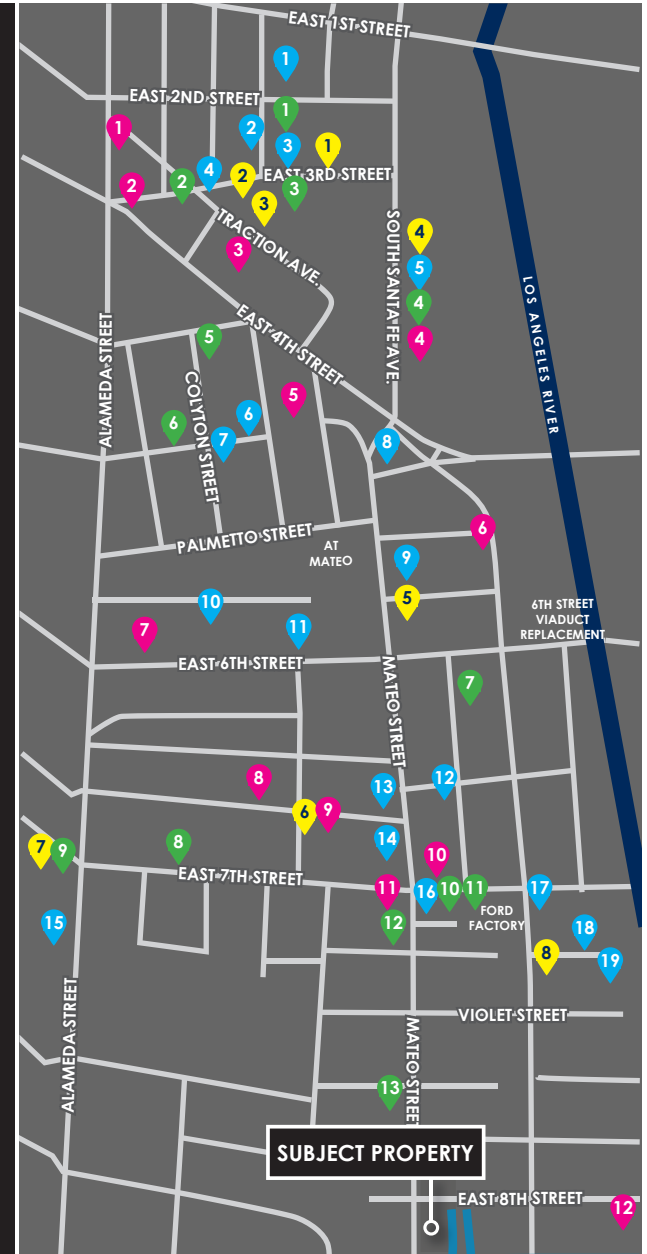 EAST 1ST STREET
1
EAST 2ND STREET
1
1
2
3
1
4
2
EAST 3RD STREET
2
2
3
3
TRACTION AVE.
3
SOUTH SANTA FE AVE.
4
5
4
4
LOS ANGELES RIVER
ALAMEDA STREET
EAST 4TH STREET
5
COLYTON STREET
5
6
6
7
8
PALMETTO STREET
AT
MATEO
6
9
5
10
7
11
6TH STREET
VIADUCT
REPLACEMENT
EAST 6TH STREET
MATEO STREET
7
8
13
12
6
9
14
7
9
8
10
EAST 7TH STREET
11
16
10
11
17
FORD
FACTORY
12
15
18
8
19
ALAMEDA STREET
VIOLET STREET
MATEO STREET
13
SUBJECT PROPERTY
EAST 8TH STREET
12